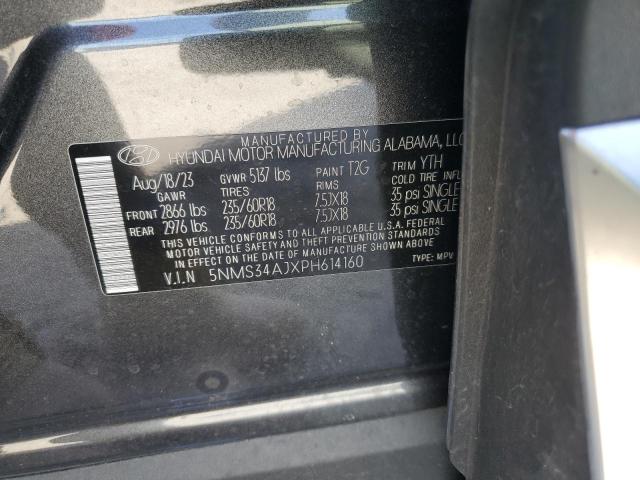 MANUFACTURED BY
HYUNDAI MOTOR MANUFACTURING ALABAMA, LLC
Aug/18/23 GVWR 5137 lbs PAINT T2G TRIM YTH
GAWR TIRES RIMS COLD TIRE INFL
FRONT 2866 lbs 235/60R18 7.5JX18 35 psi SINGLE
REAR 2976 lbs 235/60R18 7.5JX18 35 psi SINGLE
THIS VEHICLE CONFORMS TO ALL APPLICABLE U.S.A. FEDERAL
MOTOR VEHICLE SAFETY AND THEFT PREVENTION STANDARDS
IN EFFECT ON THE DATE OF MANUFACTURE SHOWN ABOVE.
V.I.N 5NMS34AJXPH614160 TYPE: MPV